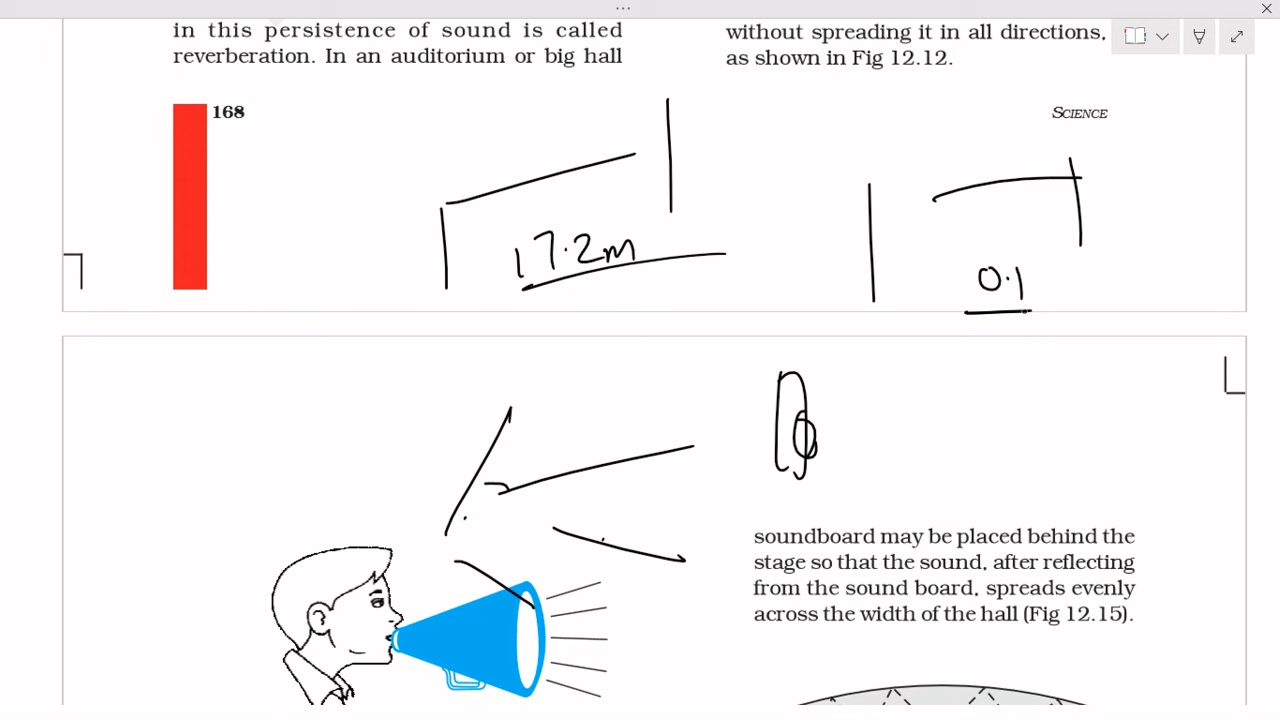 in this persistence of sound is called
reverberation. In an auditorium or big hall
without spreading it in all directions,
as shown in Fig 12.12.
168
SCIENCE
17.2m
0.1
soundboard may be placed behind the
stage so that the sound, after reflecting
from the sound board, spreads evenly
across the width of the hall (Fig 12.15).